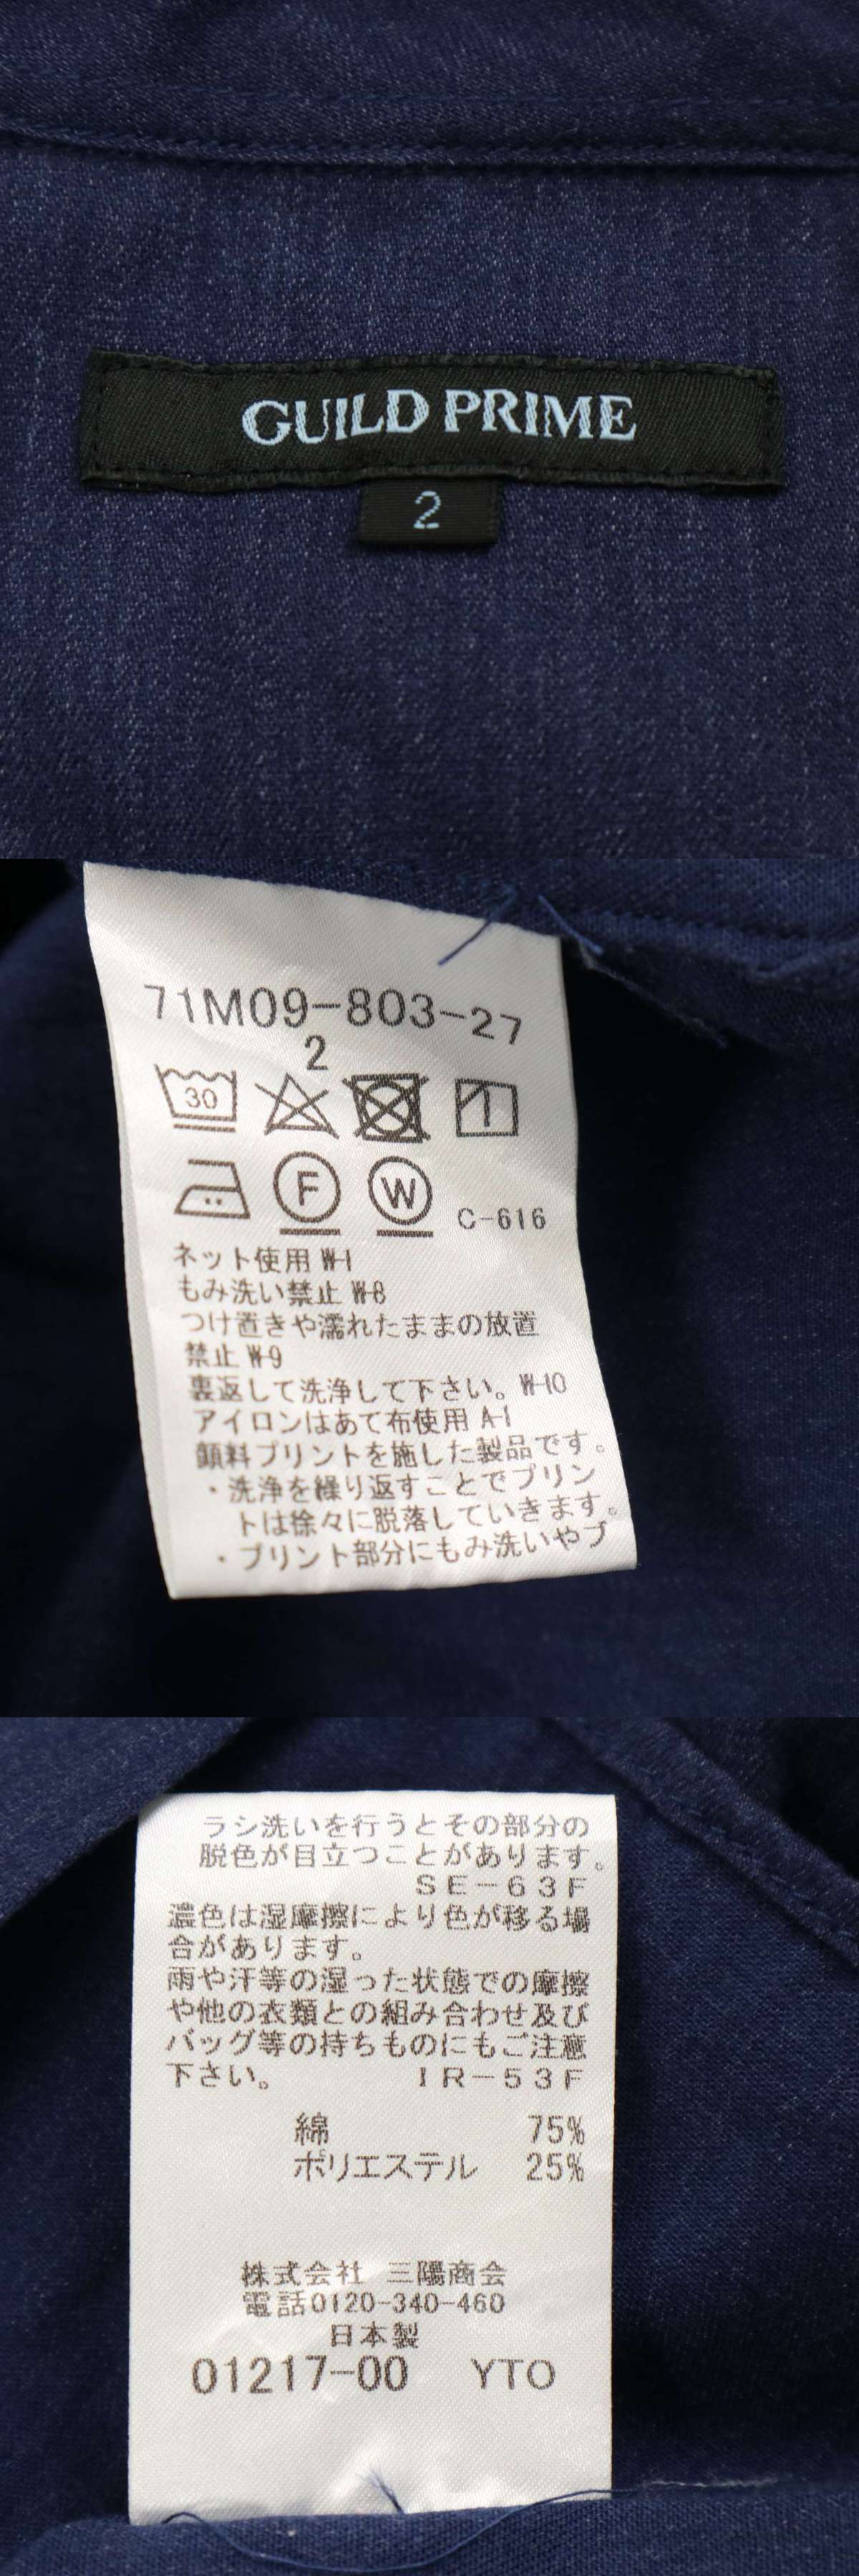 GUILD PRIME
2
71M09-803-27
2
30
F W C-616
ネット使用 W-1
もみ洗い禁止 W-8
つけ置きや濡れたままの放置
禁止 W-9
裏返して洗浄して下さい。W-10
アイロンはあて布使用 A-1
顔料プリントを施した製品です。
・洗浄を繰り返すことでプリン
トは徐々に脱落していきます。
・プリント部分にもみ洗いやブ
ラシ洗いを行うとその部分の
脱色が目立つことがあります。
SE-63F
濃色は湿摩擦により色が移る場
合があります。
雨や汗等の湿った状態での摩擦
や他の衣類との組み合わせ及び
バッグ等の持ちものにもご注意
下さい。 IR-53F
綿 75%
ポリエステル 25%
株式会社 三陽商会
電話0120-340-460
日本製
01217-00 YTO